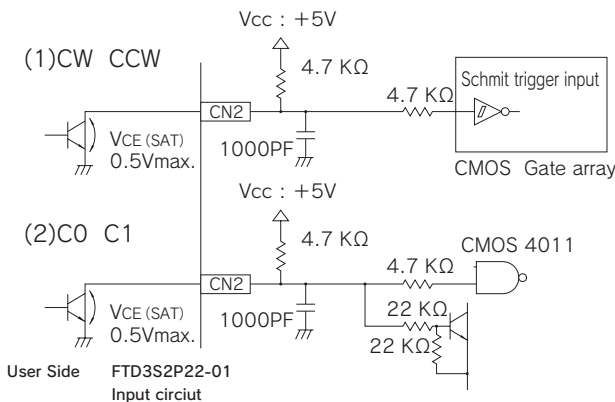 Vcc : +5V
(1)CW CCW
4.7 KΩ
4.7 KΩ
Schmit trigger input
CN2
VCE (SAT)
0.5Vmax.
1000PF
CMOS Gate array
Vcc : +5V
(2)C0 C1
4.7 KΩ
CMOS 4011
4.7 KΩ
CN2
VCE (SAT)
0.5Vmax.
1000PF
22 KΩ
22 KΩ
User Side FTD3S2P22-01
Input circiut